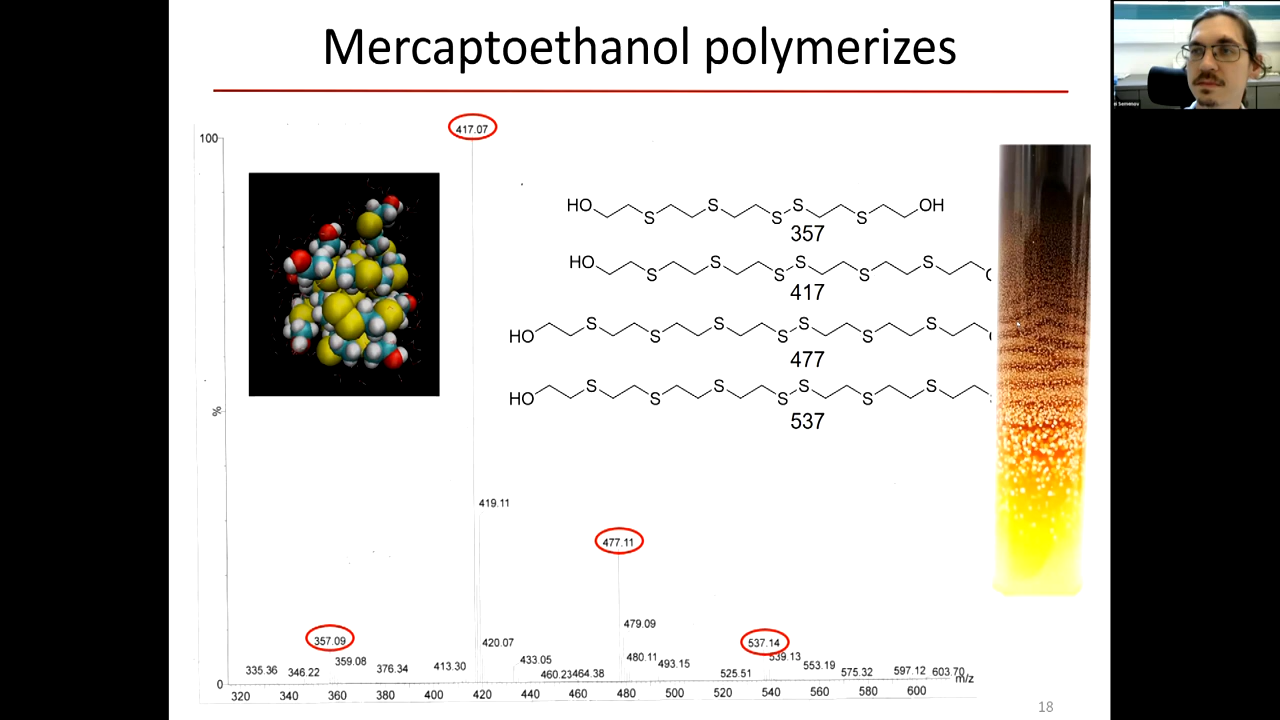 Mercaptoethanol polymerizes
417.07
100
HO S S S S S OH
357
HO S S S S S S
417
HO S S S S S S S
477
HO S S S S S S S
537
%
419.11
477.11
479.09
357.09
420.07
537.14
335.36 346.22 359.08 376.34 413.30 433.05 460.23 464.38 480.11 493.15 525.51 539.13 553.19 575.32 597.12 603.70
0
m/z
320 340 360 380 400 420 440 460 480 500 520 540 560 580 600
18